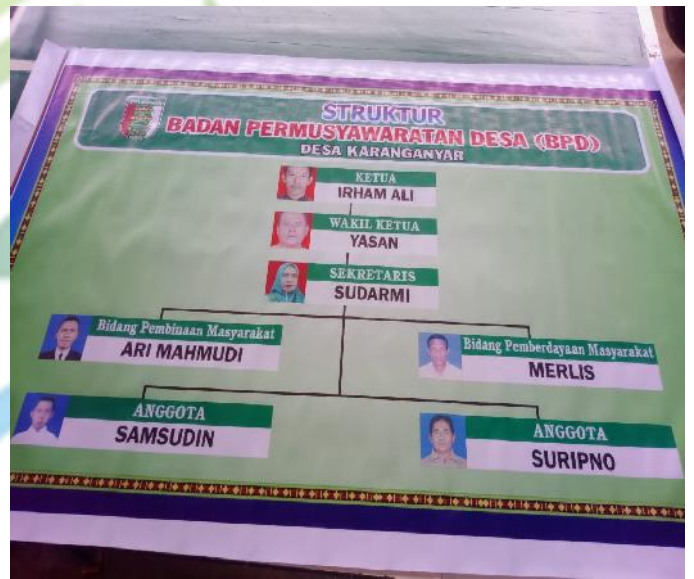 STRUKTUR
BADAN PERMUSYAWARATAN DESA (BPD)
DESA KARANGANYAR
KETUA
IRHAM ALI
WAKIL KETUA
YASAN
SEKRETARIS
SUDARMI
Bidang Pembinaan Masyarakat
ARI MAHMUDI
Bidang Pemberdayaan Masyarakat
MERLIS
ANGGOTA
SAMSUDIN
ANGGOTA
SURIPNO